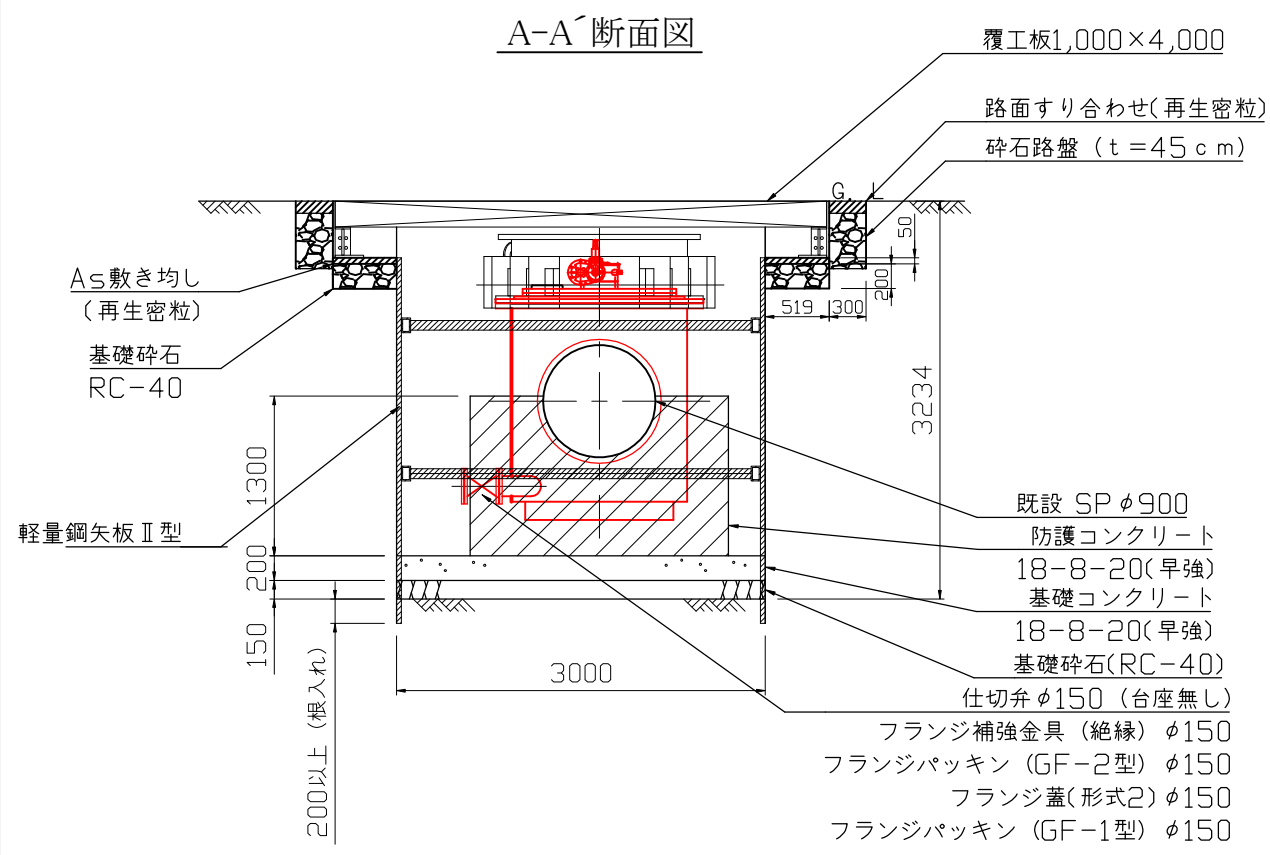 A-A´断面図
覆工板1,000×4,000
路面すり合わせ(再生密粒)
砕石路盤（t＝45cm)
G. L
50
200
519
300
As敷き均し
（再生密粒）
基礎砕石
RC-40
3234
1300
軽量鋼矢板Ⅱ型
200
150
200以上（根入れ）
3000
既設 SPφ900
防護コンクリート
18-8-20(早強)
基礎コンクリート
18-8-20(早強)
基礎砕石(RC-40)
仕切弁φ150（台座無し）
フランジ補強金具（絶縁）φ150
フランジパッキン（GF-2型）φ150
フランジ蓋(形式2)φ150
フランジパッキン（GF-1型）φ150